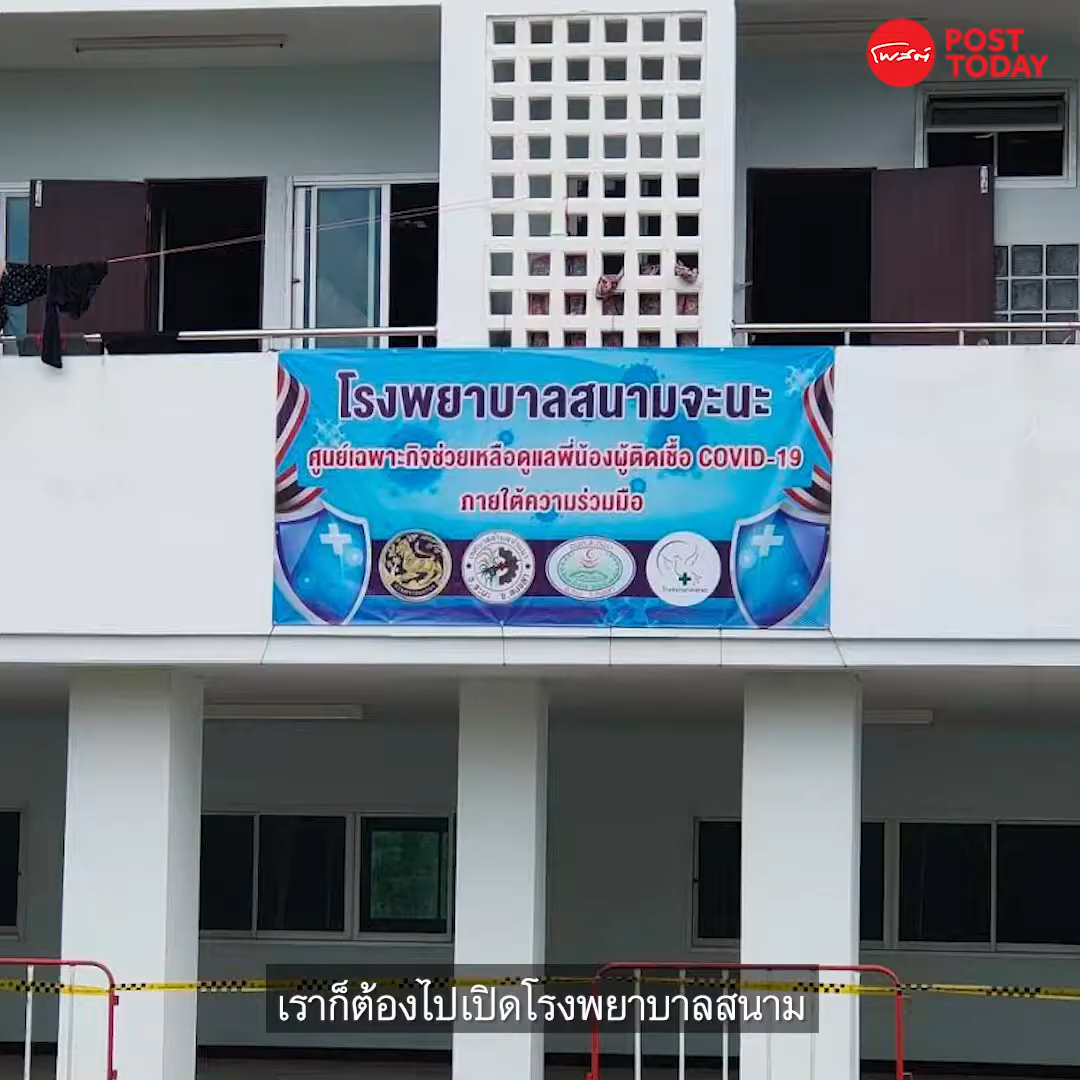 โพสต์
POST
TODAY
โรงพยาบาลสนามจะนะ
ศูนย์เฉพาะกิจช่วยเหลือดูแลพี่น้องผู้ติดเชื้อ COVID-19
ภายใต้ความร่วมมือ
เราก็ต้องไปเปิดโรงพยาบาลสนาม